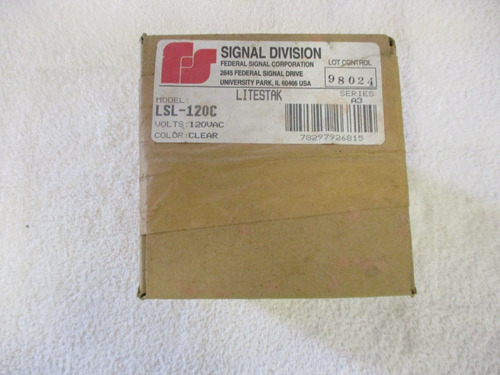 SIGNAL DIVISION
FEDERAL SIGNAL CORPORATION
2645 FEDERAL SIGNAL DRIVE
UNIVERSITY PARK, IL 60466 USA
LOT CONTROL
98024
LITESTAK
SERIES
A3
MODEL:
LSL-120C
VOLTS:120VAC
COLOR:CLEAR
78297926815